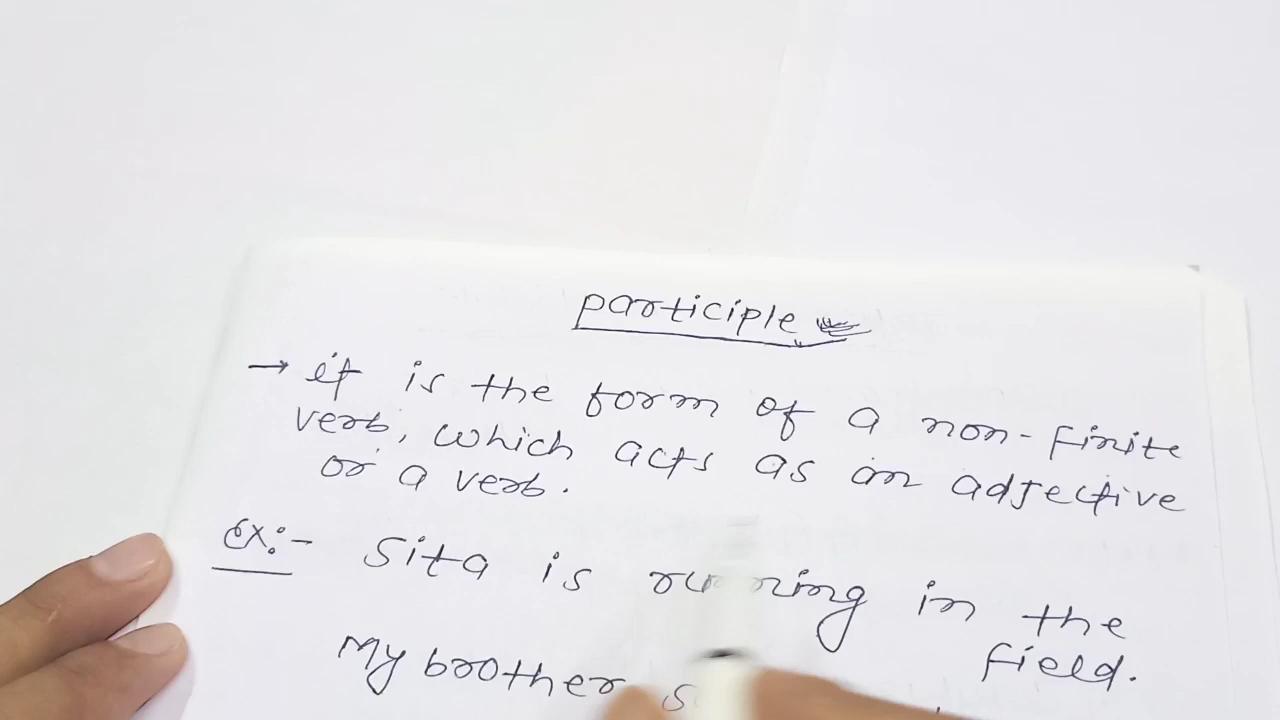 participle
→ it is the form of a non-finite
verb, which acts as an adjective
or a verb.
ex:- Sita is running in the
field.
My brother